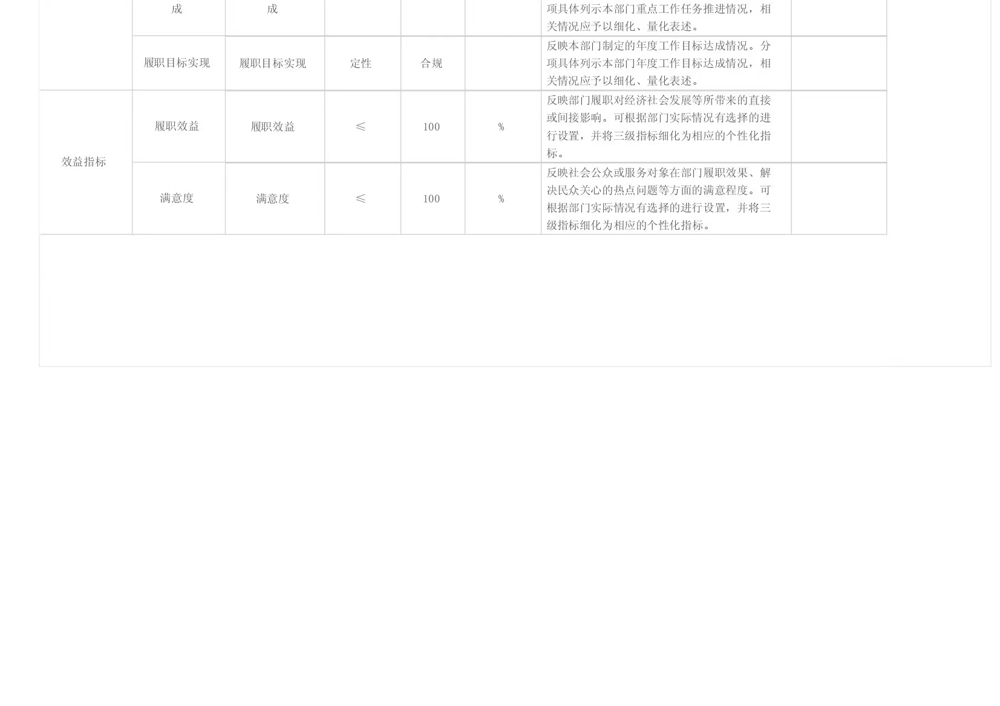 成 成 项具体列示本部门重点工作任务推进情况，相
关情况应予以细化、量化表述。
履职目标实现 履职目标实现 定性 合规 反映本部门制定的年度工作目标达成情况。分
项具体列示本部门年度工作目标达成情况，相
关情况应予以细化、量化表述。
效益指标
履职效益 履职效益 ≤ 100 % 反映部门履职对经济社会发展等所带来的直接
或间接影响。可根据部门实际情况有选择的进
行设置，并将三级指标细化为相应的个性化指
标。
满意度 满意度 ≤ 100 % 反映社会公众或服务对象在部门履职效果、解
决民众关心的热点问题等方面的满意程度。可
根据部门实际情况有选择的进行设置，并将三
级指标细化为相应的个性化指标。